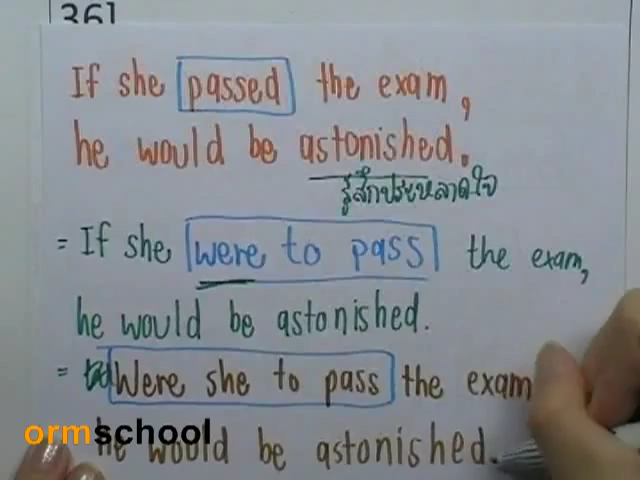 361
If she passed the exam,
he would be astonished.
รู้สึกประหลาดใจ
= If she were to pass the exam,
he would be astonished.
= Were she to pass the exam
ormschool
he would be astonished.